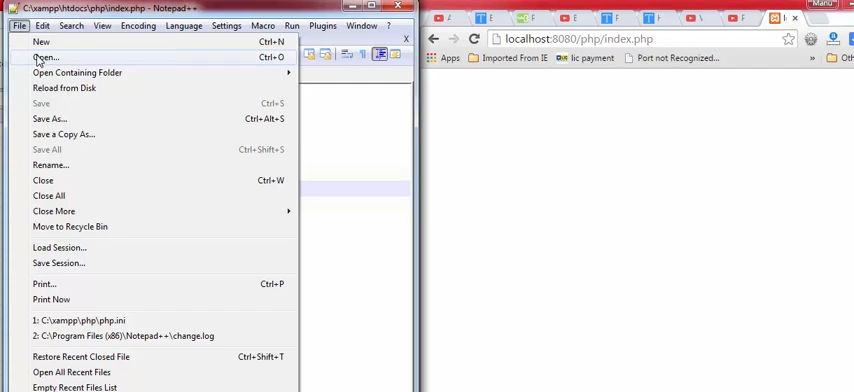 C:\xampp\htdocs\php\index.php - Notepad++
File Edit Search View Encoding Language Settings Macro Run Plugins Window ?
X
New Ctrl+N
Open... Ctrl+O
Open Containing Folder
Reload from Disk
Save Ctrl+S
Save As... Ctrl+Alt+S
Save a Copy As...
Save All Ctrl+Shift+S
Rename...
Close Ctrl+W
Close All
Close More
Move to Recycle Bin
Load Session...
Save Session...
Print... Ctrl+P
Print Now
1: C:\xampp\php\php.ini
2: C:\Program Files (x86)\Notepad++\change.log
Restore Recent Closed File Ctrl+Shift+T
Open All Recent Files
Empty Recent Files List
Manu
localhost:8080/php/index.php
Apps Imported From IE lic payment Port not Recognized... » Oth